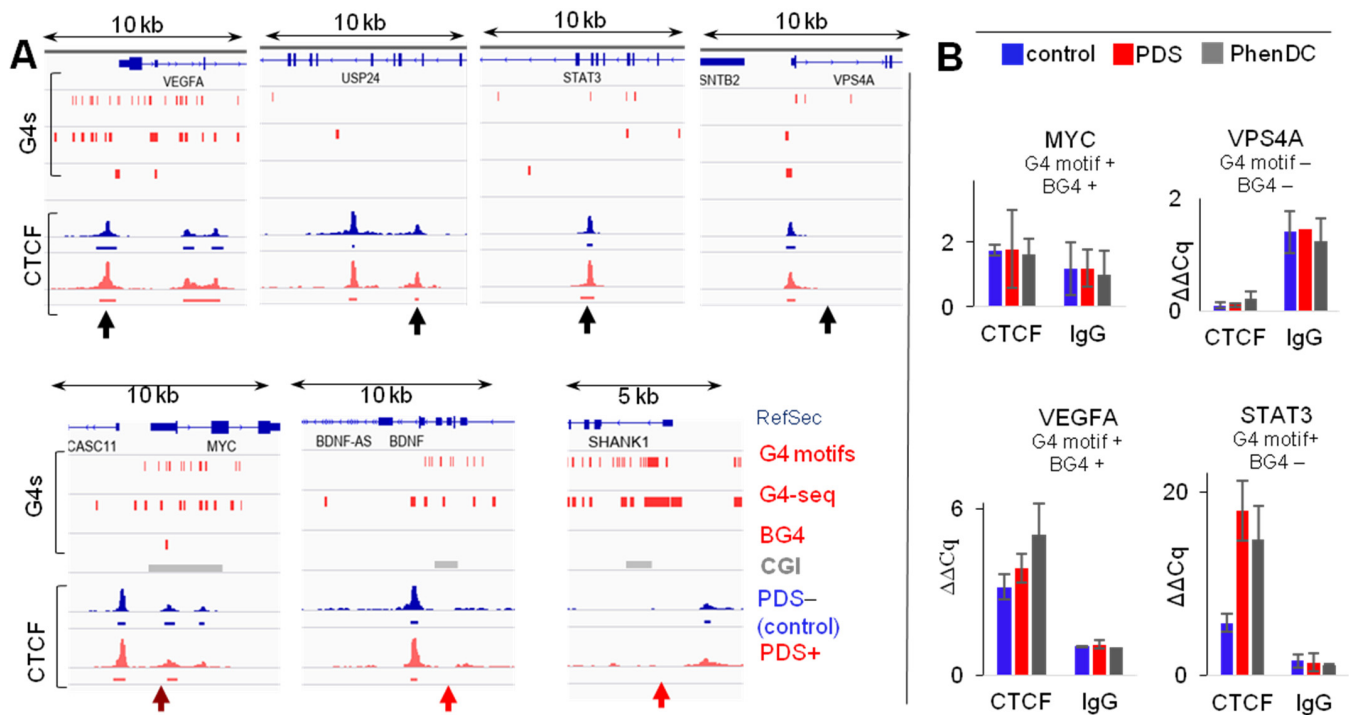 A
10 kb
10 kb
10 kb
10 kb
VEGFA
USP24
STAT3
SNTB2
VPS4A
G4s
CTCF
10 kb
10 kb
5 kb
CASC11
MYC
BDNF-AS
BDNF
SHANK1
RefSec
G4 motifs
G4-seq
BG4
CGI
PDS–
(control)
PDS+
G4s
CTCF
B
control
PDS
PhenDC
MYC
G4 motif +
BG4 +
2
0
CTCF
IgG
VPS4A
G4 motif –
BG4 –
2
0
ΔΔCq
CTCF
IgG
VEGFA
G4 motif +
BG4 +
6
0
ΔΔCq
CTCF
IgG
STAT3
G4 motif+
BG4 –
20
0
ΔΔCq
CTCF
IgG